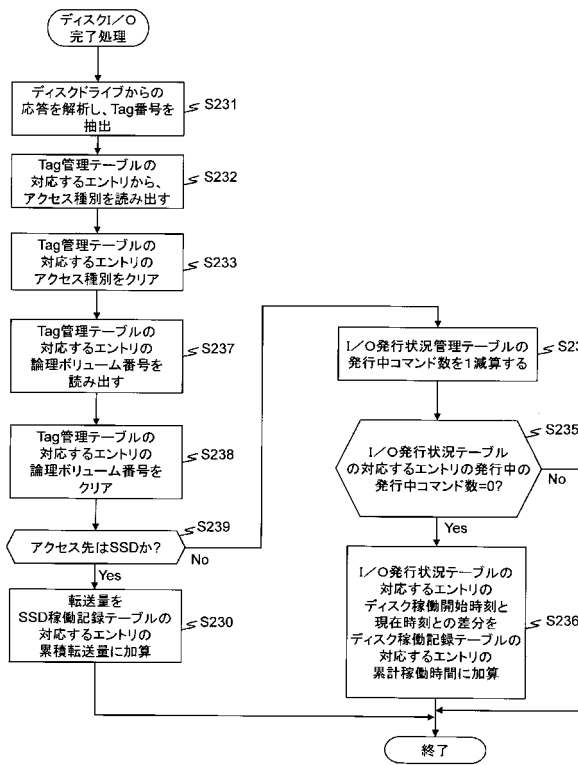 ディスクI/O
完了処理
ディスクドライブからの
応答を解析し、Tag番号を
抽出
S231
Tag管理テーブルの
対応するエントリから、
アクセス種別を読み出す
S232
Tag管理テーブルの
対応するエントリの
アクセス種別をクリア
S233
Tag管理テーブルの
対応するエントリの
論理ボリューム番号を
読み出す
S237
Tag管理テーブルの
対応するエントリの
論理ボリューム番号を
クリア
S238
アクセス先はSSDか?
S239
No
Yes
転送量を
SSD稼働記録テーブルの
対応するエントリの
累積転送量に加算
S230
I/O発行状況管理テーブルの
発行中コマンド数を1減算する
S23
I/O発行状況テーブル
の対応するエントリの発行中の
発行中コマンド数=0?
S235
No
Yes
I/O発行状況テーブルの
対応するエントリの
ディスク稼働開始時刻と
現在時刻との差分を
ディスク稼働記録テーブルの
対応するエントリの
累計稼働時間に加算
S236
終了